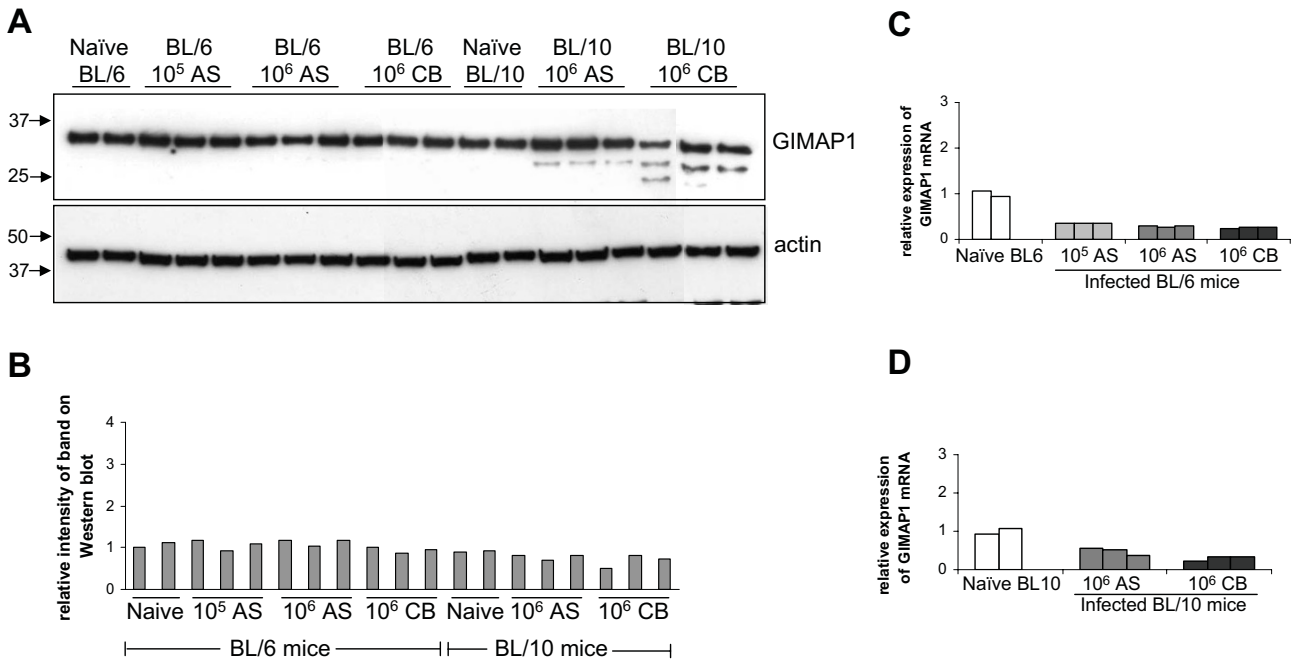 A
Naïve BL/6 BL/6 BL/6 Naïve BL/10 BL/10
BL/6 10⁵ AS 10⁶ AS 10⁶ CB BL/10 10⁶ AS 10⁶ CB
37
25
GIMAP1
50
37
actin
B
relative intensity of band on
Western blot
4
3
2
1
0
Naive 10⁵ AS 10⁶ AS 10⁶ CB Naive 10⁶ AS 10⁶ CB
BL/6 mice BL/10 mice
C
relative expression of
GIMAP1 mRNA
3
2
1
0
Naïve BL6 10⁵ AS 10⁶ AS 10⁶ CB
Infected BL/6 mice
D
relative expression
of GIMAP1 mRNA
3
2
1
0
Naïve BL10 10⁶ AS 10⁶ CB
Infected BL/10 mice